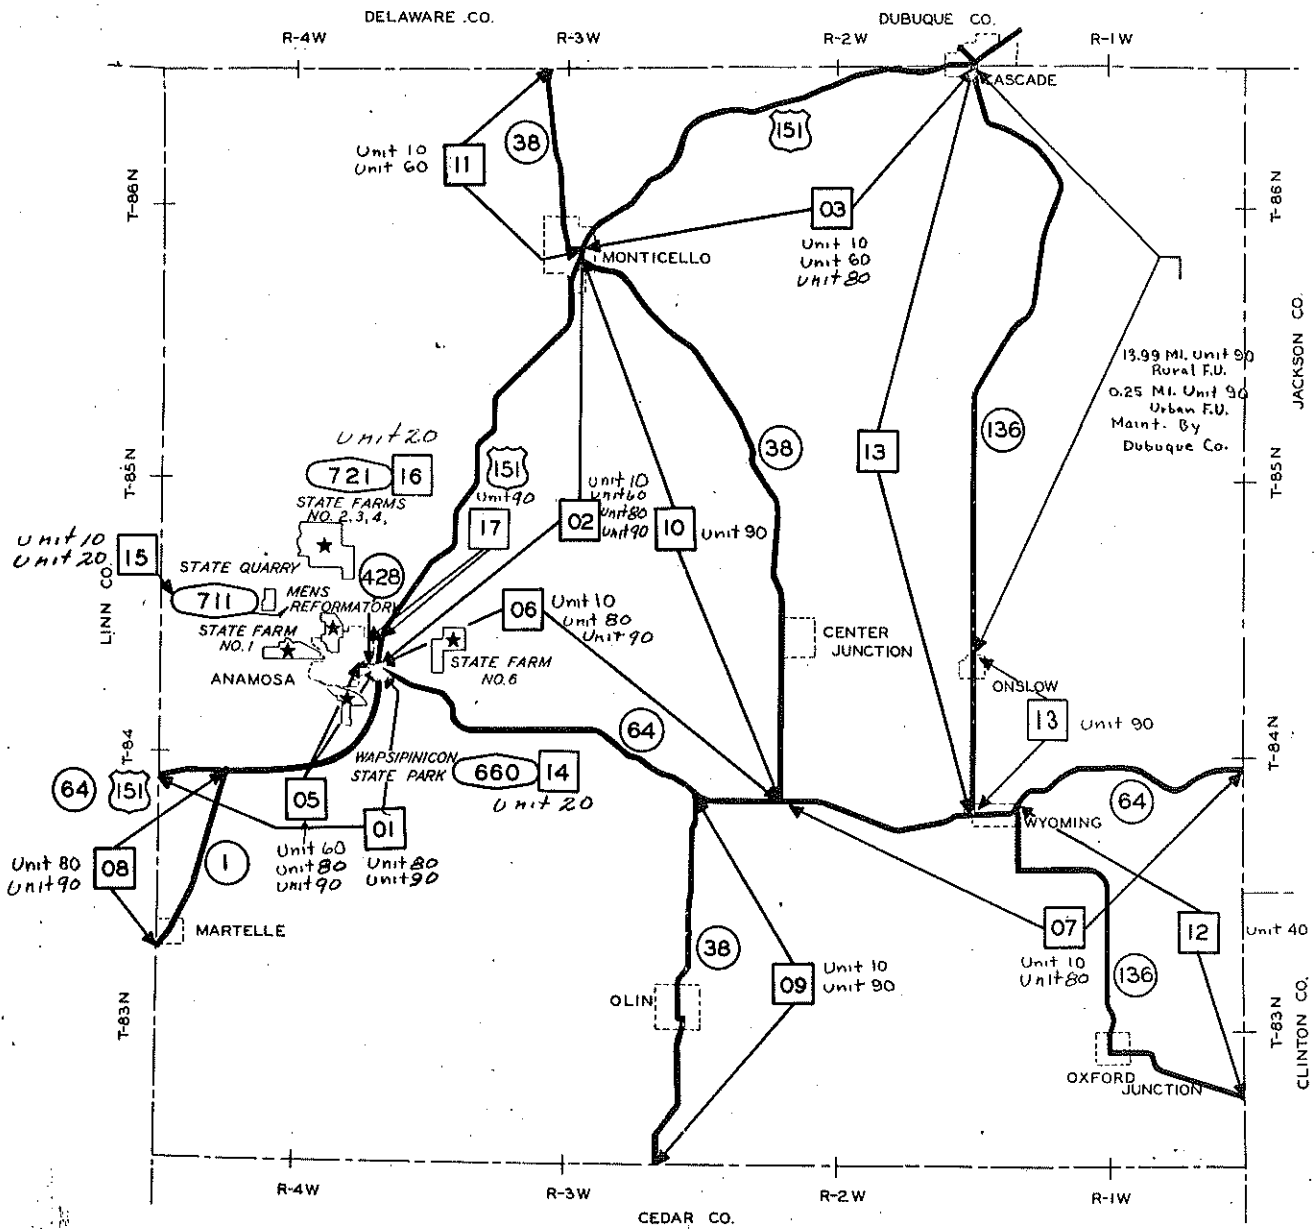 DELAWARE CO.
DUBUQUE CO.
R-4W
R-3W
R-2W
R-1W
CASCADE
151
38
Unit 10
Unit 60
11
T-86N
T-86N
03
Unit 10
Unit 60
Unit 80
MONTICELLO
JACKSON CO.
13.99 MI. Unit 90
Rural F.U.
0.25 MI. Unit 90
Urban F.U.
Maint. By
Dubuque Co.
136
38
13
Unit 20
721
16
STATE FARMS
NO. 2, 3, 4,
T-85N
T-85N
151
Unit 90
17
02
Unit 10
Unit 60
Unit 80
Unit 90
10
Unit 90
Unit 10
Unit 20
15
LINN CO.
STATE QUARRY
711
MENS
REFORMATORY
428
STATE FARM
NO. 1
06
Unit 10
Unit 80
Unit 90
STATE FARM
NO. 6
CENTER
JUNCTION
ANAMOSA
ONSLOW
13
Unit 90
64
T-84
T-84N
WAPSIPINICON
STATE PARK
660
14
Unit 20
64
151
05
Unit 60
Unit 80
Unit 90
01
Unit 80
Unit 90
WYOMING
64
Unit 80
Unit 90
08
1
MARTELLE
38
09
Unit 10
Unit 90
07
Unit 10
Unit 80
12
Unit 40
136
OLIN
T-83N
T-83N
OXFORD
JUNCTION
CLINTON CO.
R-4W
R-3W
R-2W
R-1W
CEDAR CO.